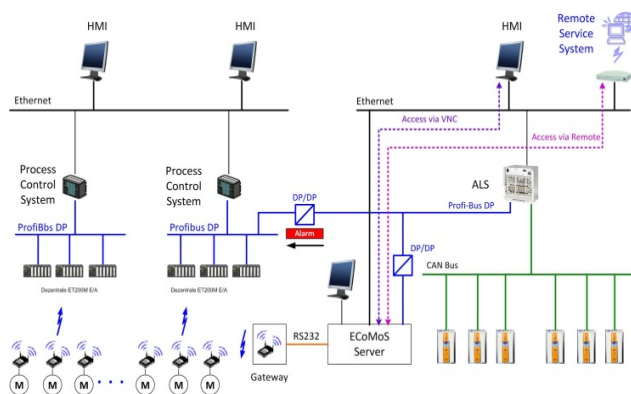 HMI
HMI
HMI
Remote
Service
System
Ethernet
Ethernet
Access via VNC
Access via Remote
Process
Control
System
Process
Control
System
ALS
DP/DP
Profi-Bus DP
ProfiBbs DP
Profibus DP
Alarm
DP/DP
CAN Bus
Dezentrale ET200M E/A
Dezentrale ET200M E/A
RS232
ECoMoS
Server
Gateway
M
M
M
. . .
M
M
M